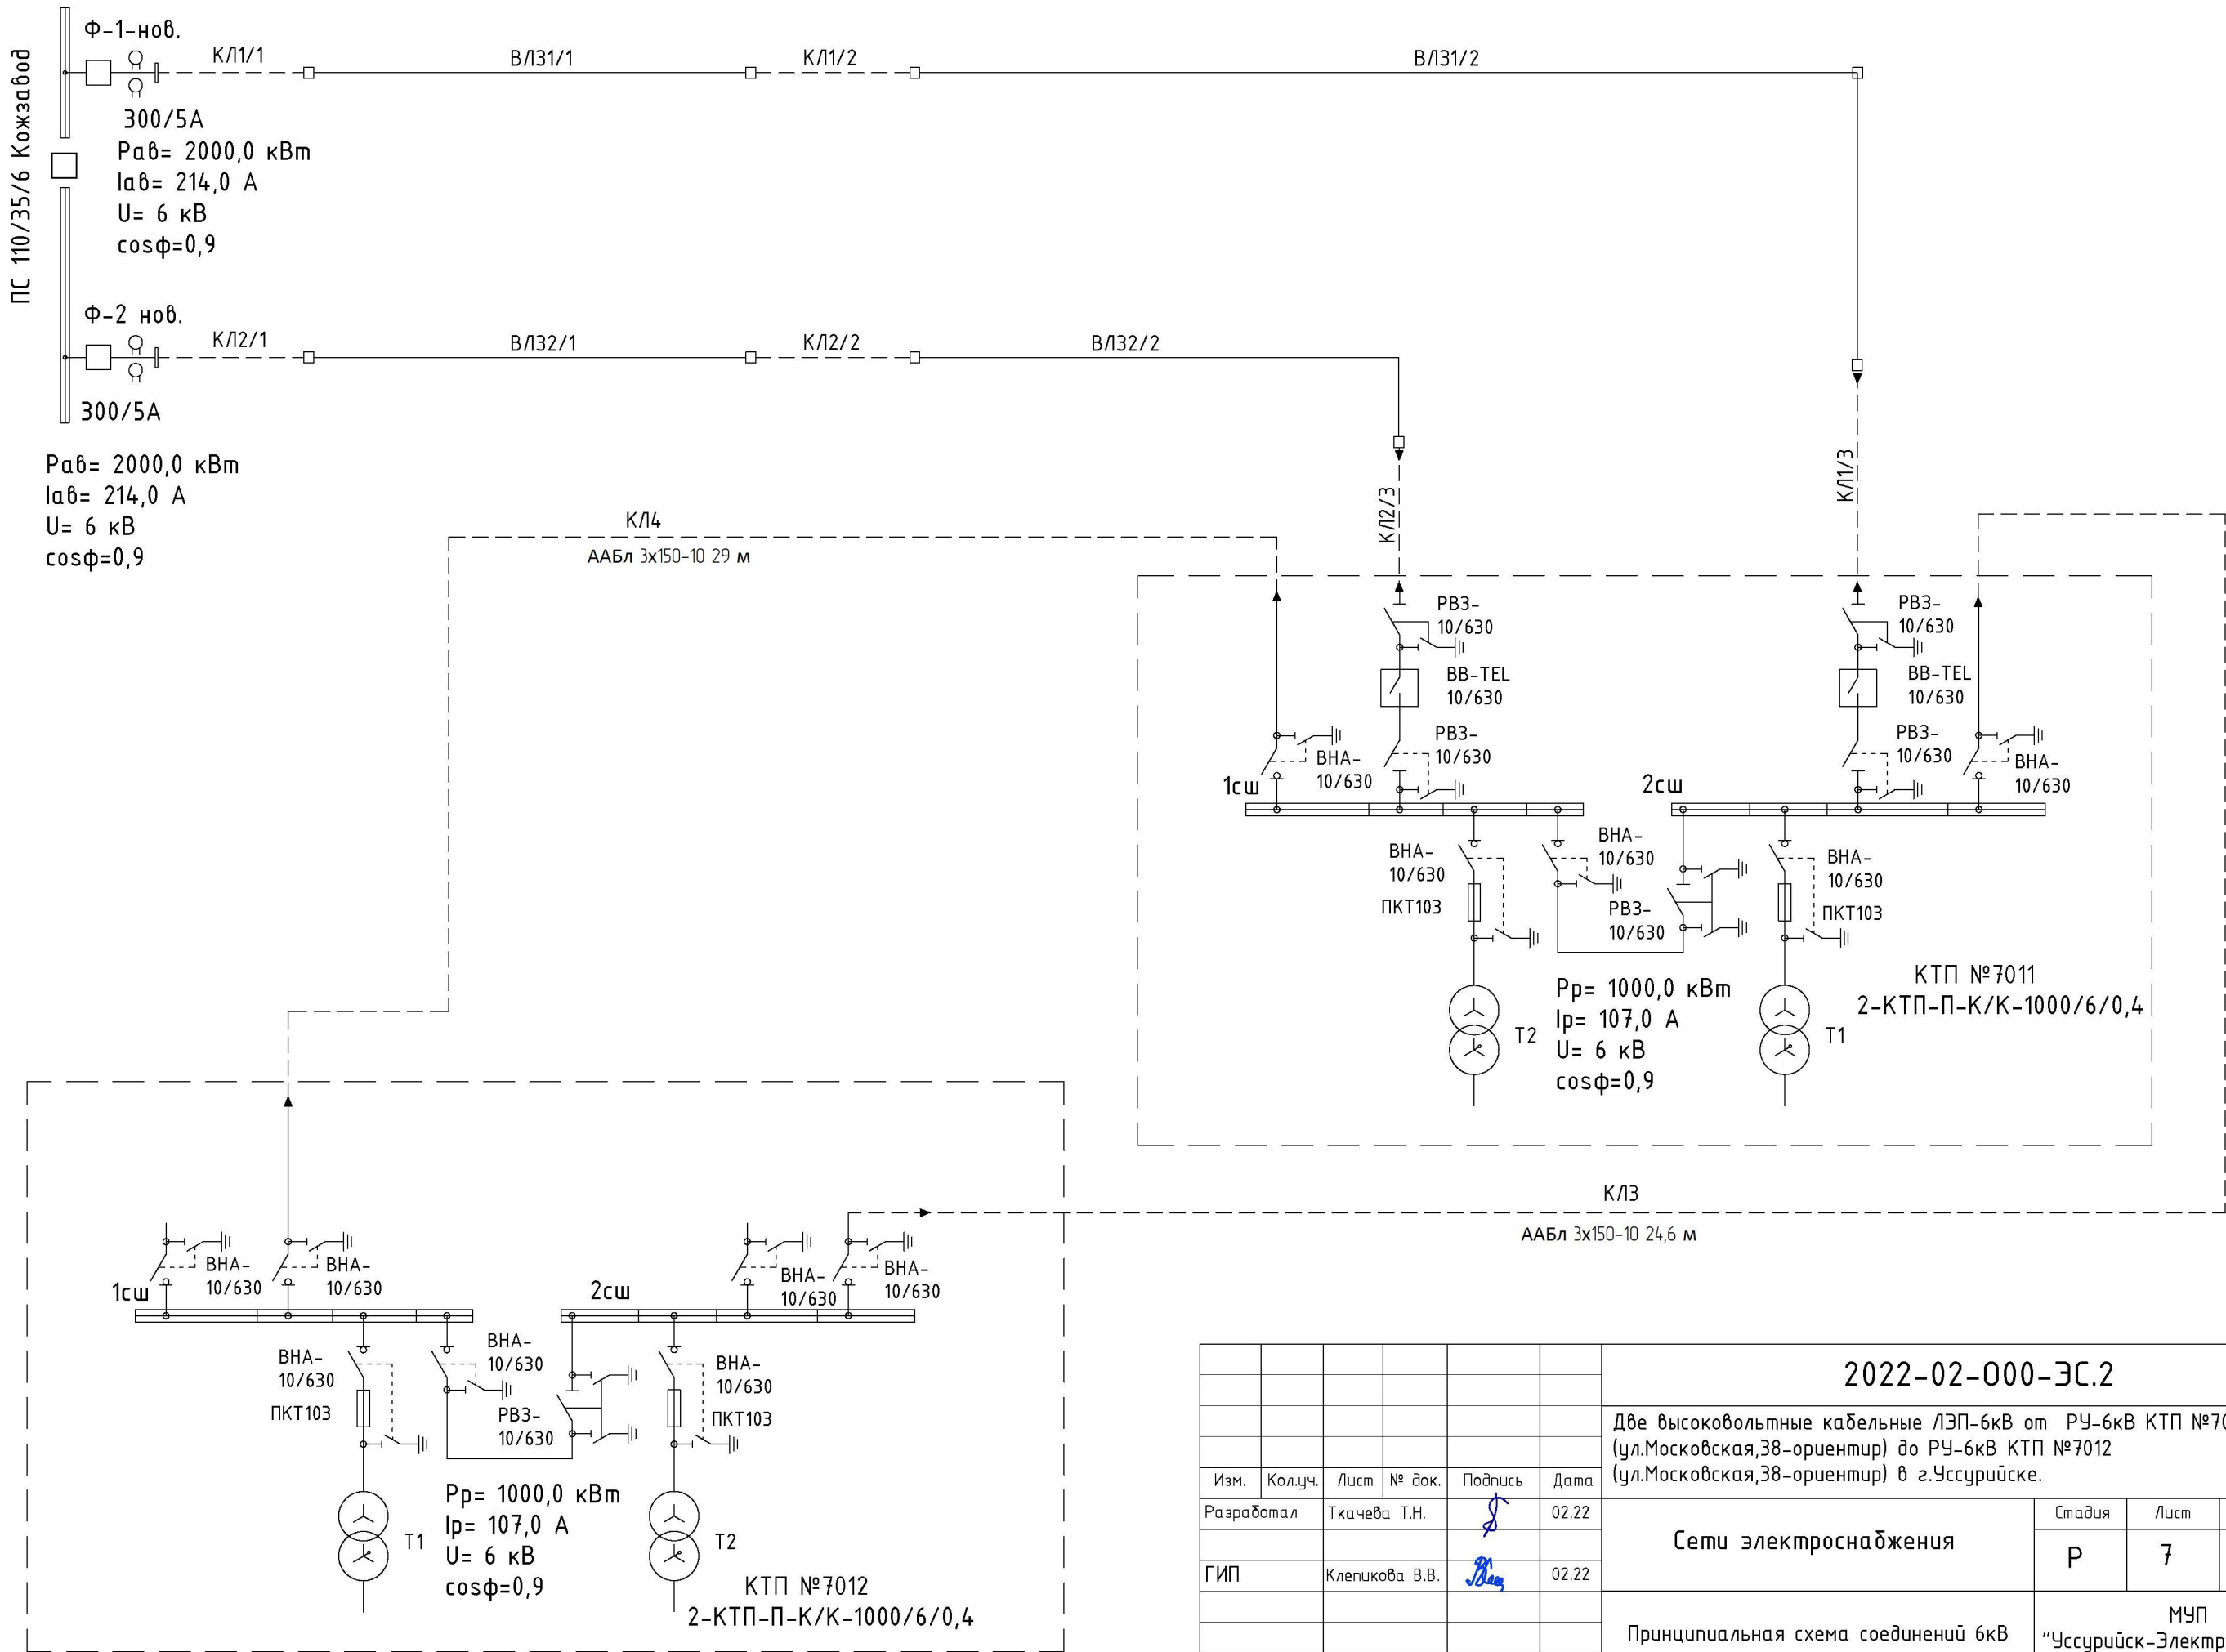 ПС 110/35/6 Кожзавод
Ф-1-нов.
КЛ1/1
ВЛ31/1
КЛ1/2
ВЛ31/2
300/5А
Рав= 2000,0 кВт
Iав= 214,0 А
U= 6 кВ
cosφ=0,9
Ф-2 нов.
КЛ2/1
ВЛ32/1
КЛ2/2
ВЛ32/2
300/5А
Рав= 2000,0 кВт
Iав= 214,0 А
U= 6 кВ
cosφ=0,9
КЛ4
ААБл 3х150-10 29 м
КЛ2/3
КЛ1/3
РВЗ-
10/630
ВВ-TEL
10/630
РВЗ-
10/630
ВНА-
10/630
1сш
РВЗ-
10/630
ВВ-TEL
10/630
РВЗ-
10/630
ВНА-
10/630
2сш
ВНА-
10/630
ПКТ103
ВНА-
10/630
РВЗ-
10/630
ВНА-
10/630
ПКТ103
Т2
Рр= 1000,0 кВт
Iр= 107,0 А
U= 6 кВ
cosφ=0,9
Т1
КТП №7011
2-КТП-П-К/К-1000/6/0,4
КЛ3
ААБл 3х150-10 24,6 м
1сш
ВНА-
10/630
ВНА-
10/630
2сш
ВНА-
10/630
ВНА-
10/630
ВНА-
10/630
ПКТ103
ВНА-
10/630
РВЗ-
10/630
ВНА-
10/630
ПКТ103
Т1
Рр= 1000,0 кВт
Iр= 107,0 А
U= 6 кВ
cosφ=0,9
Т2
КТП №7012
2-КТП-П-К/К-1000/6/0,4
2022-02-000-ЭС.2
Две высоковольтные кабельные ЛЭП-6кВ от РУ-6кВ КТП
(ул.Московская,38-ориентир) до РУ-6кВ КТП №7012
(ул.Московская,38-ориентир) в г.Уссурийске.
Изм. Кол.уч. Лист № док. Подпись Дата
Разработал Ткачева Т.Н. 02.22
Сети электроснабжения
Стадия Лист
Р 7
ГИП Клепикова В.В. 02.22
Принципиальная схема соединений 6кВ
МУП
"Уссурийск-Электр